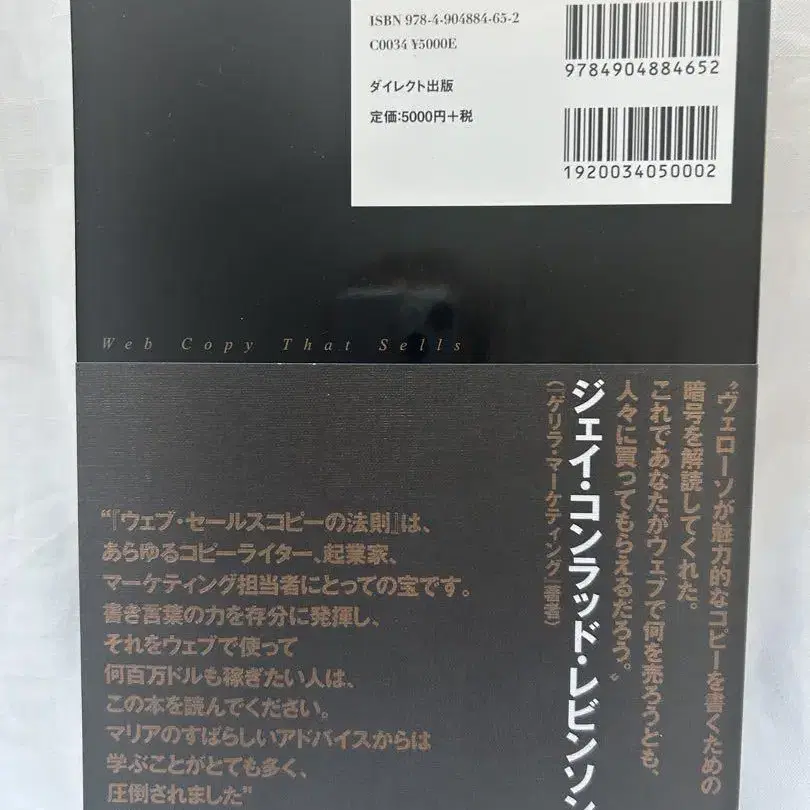 ISBN 978-4-904884-65-2
C0034 ¥5000E
9784904884652
ダイレクト出版
定価:5000円+税
1920034050002
Web Copy That Sells
“ヴェローソが魅力的なコピーを書くための
暗号を解読してくれた。
これであなたがウェブで何を売ろうとも、
人々に買ってもらえるだろう。”
ジェイ・コンラッド・レビンソン
(『ゲリラ・マーケティング』著者)
“『ウェブ・セールスコピーの法則』は、
あらゆるコピーライター、起業家、
マーケティング担当者にとっての宝です。
書き言葉の力を存分に発揮し、
それをウェブで使って
何百万ドルも稼ぎたい人は、
この本を読んでください。
マリアのすばらしいアドバイスからは
学ぶことがとても多く、
圧倒されました”